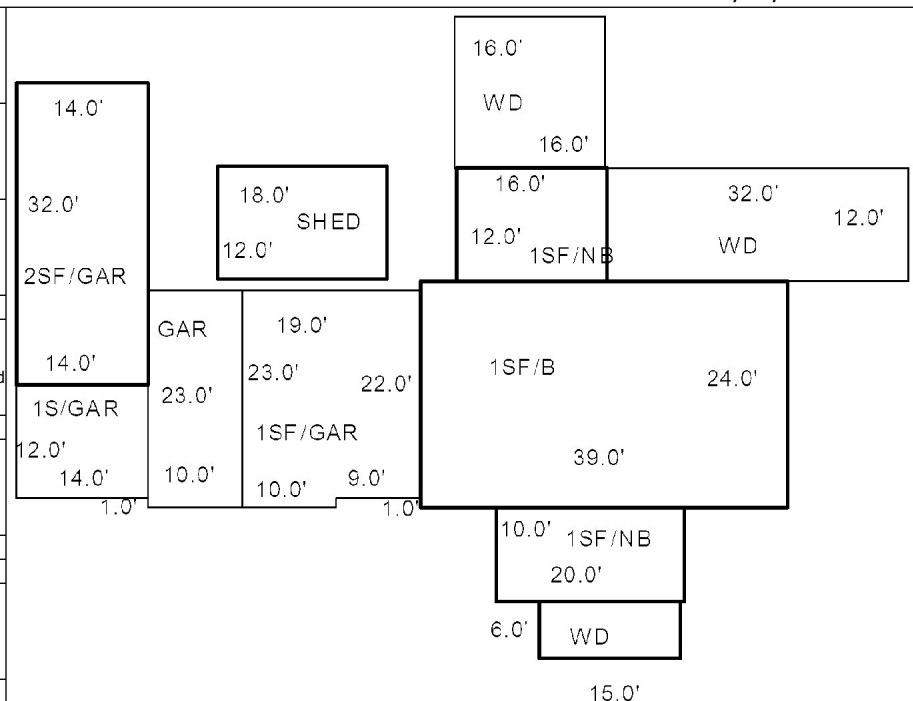 16.0'
WD
16.0'
14.0'
32.0'
2SF/GAR
14.0'
18.0'
SHED
12.0'
16.0'
12.0'
1SF/NB
32.0'
12.0'
WD
GAR
23.0'
10.0'
19.0'
23.0'
22.0'
1SF/GAR
10.0'
9.0'
1.0'
1SF/B
24.0'
39.0'
1S/GAR
12.0'
14.0'
1.0'
10.0'
1SF/NB
20.0'
6.0'
WD
15.0'